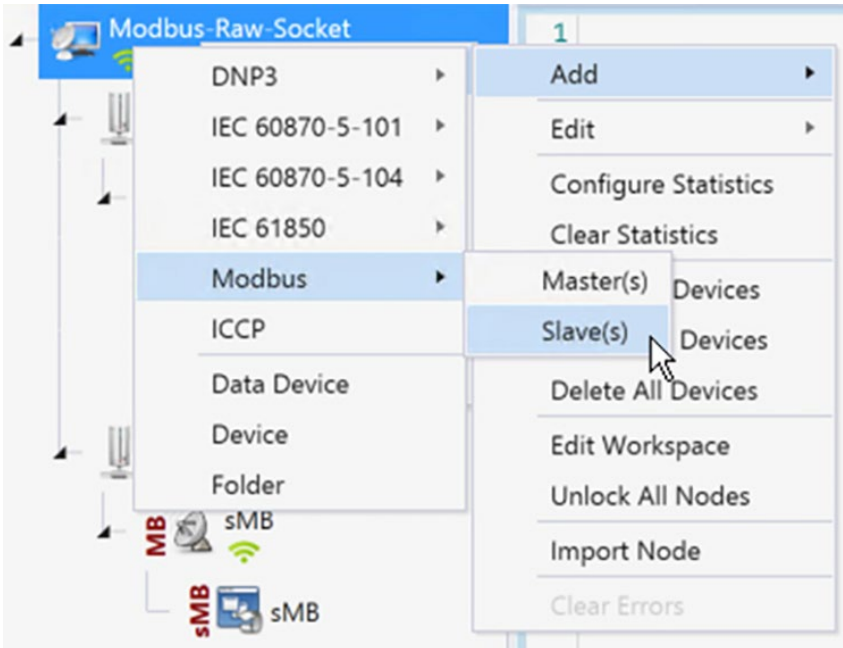 Modbus-Raw-Socket
1
DNP3
IEC 60870-5-101
IEC 60870-5-104
IEC 61850
Modbus
ICCP
Data Device
Device
Folder
Add
Edit
Configure Statistics
Clear Statistics
Devices
Devices
Delete All Devices
Edit Workspace
Unlock All Nodes
Import Node
Clear Errors
Master(s)
Slave(s)
MB
sMB
sMB
sMB